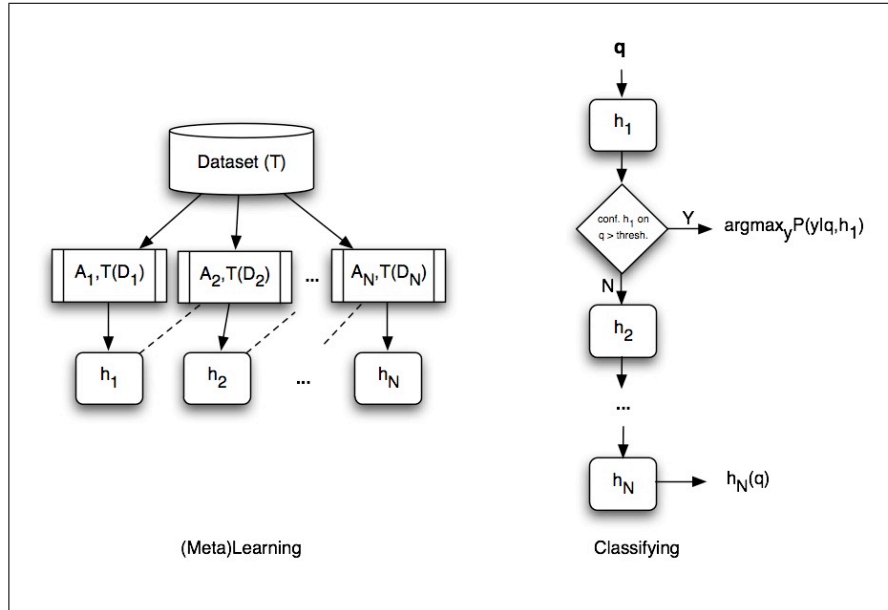 Dataset (T)
A1,T(D1)
A2,T(D2)
...
AN,T(DN)
h1
h2
...
hN
(Meta)Learning
q
h1
conf. h1 on
q > thresh.
Y
argmaxyP(y|q,h1)
N
h2
...
hN
hN(q)
Classifying